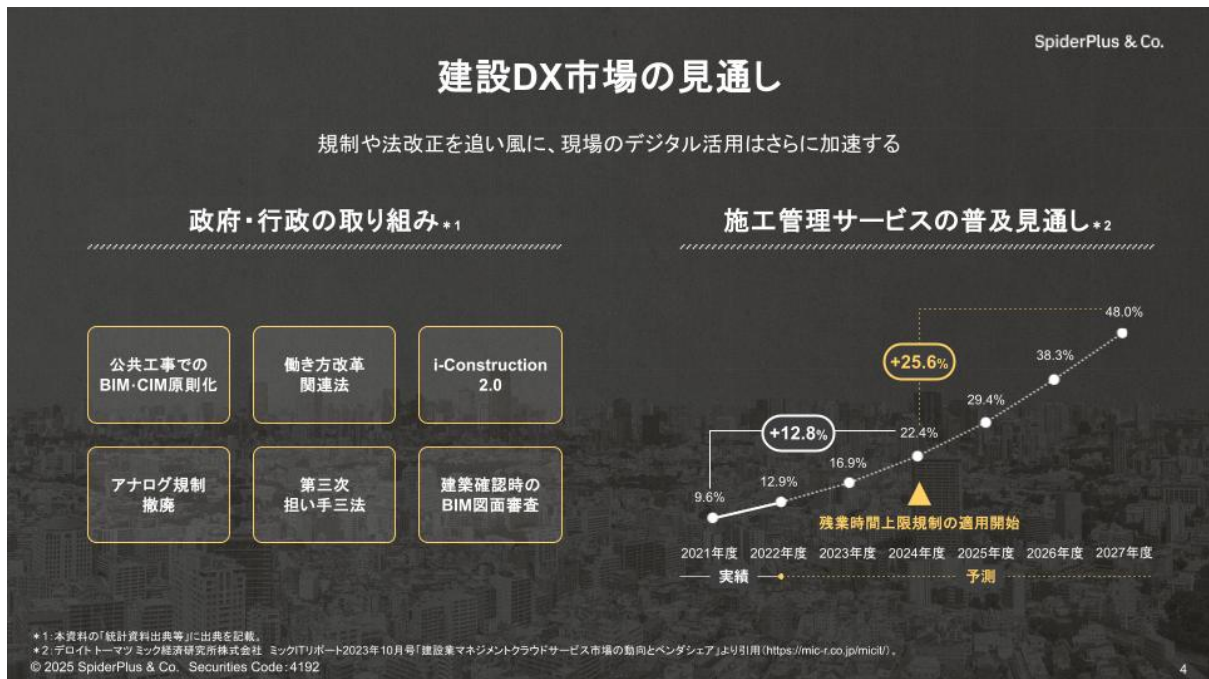 SpiderPlus & Co.
建設DX市場の見通し
規制や法改正を追い風に、現場のデジタル活用はさらに加速する
政府・行政の取り組み*1
公共工事での
BIM・CIM原則化
働き方改革
関連法
i-Construction
2.0
アナログ規制
撤廃
第三次
担い手三法
建築確認時の
BIM図面審査
施工管理サービスの普及見通し*2
48.0%
38.3%
+25.6%
29.4%
+12.8%
22.4%
16.9%
12.9%
9.6%
残業時間上限規制の適用開始
2021年度 2022年度 2023年度 2024年度 2025年度 2026年度 2027年度
実績 予測
*1:本資料の「統計資料出典等」に出典を記載。
*2:デロイト トーマツ ミック経済研究所株式会社 ミックITリポート2023年10月号「建設業マネジメントクラウドサービス市場の動向とベンダシェア」より引用(https://mic-r.co.jp/micit/)。
© 2025 SpiderPlus & Co. Securities Code:4192
4